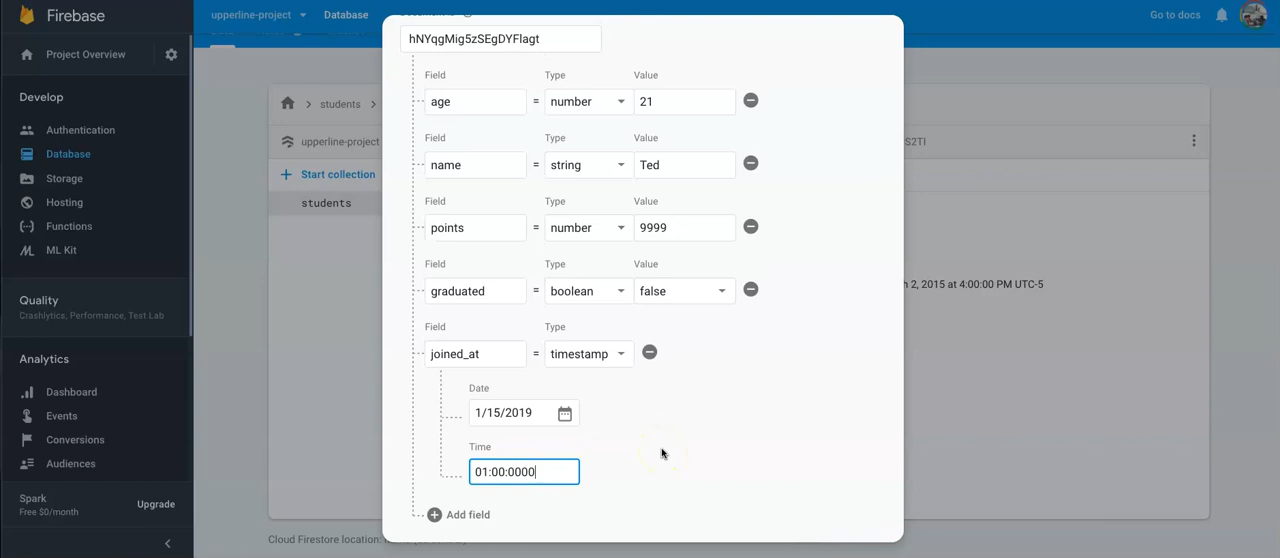 Firebase
Project Overview
Develop
Authentication
Database
Storage
Hosting
Functions
ML Kit
Quality
Crashlytics, Performance, Test Lab
Analytics
Dashboard
Events
Conversions
Audiences
Spark
Free $0/month
Upgrade
upperline-project
Database
Go to docs
students
upperline-project
S2TI
Start collection
students
2, 2015 at 4:00:00 PM UTC-5
Cloud Firestore location:
hNYqgMig5zSEgDYFlagt
Field Type Value
age = number 21
Field Type Value
name = string Ted
Field Type Value
points = number 9999
Field Type Value
graduated = boolean false
Field Type
joined_at = timestamp
Date
1/15/2019
Time
01:00:0000
Add field